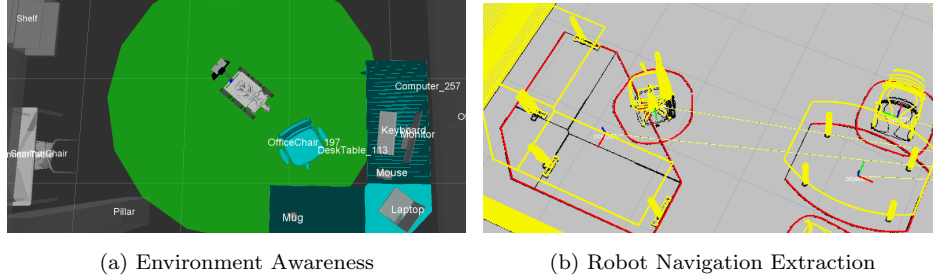 Shelf
Computer_257
Keyboard
Monitor
OfficeChair_197
DeskTable_113
Mouse
Pillar
Mug
Laptop
(a) Environment Awareness
(b) Robot Navigation Extraction